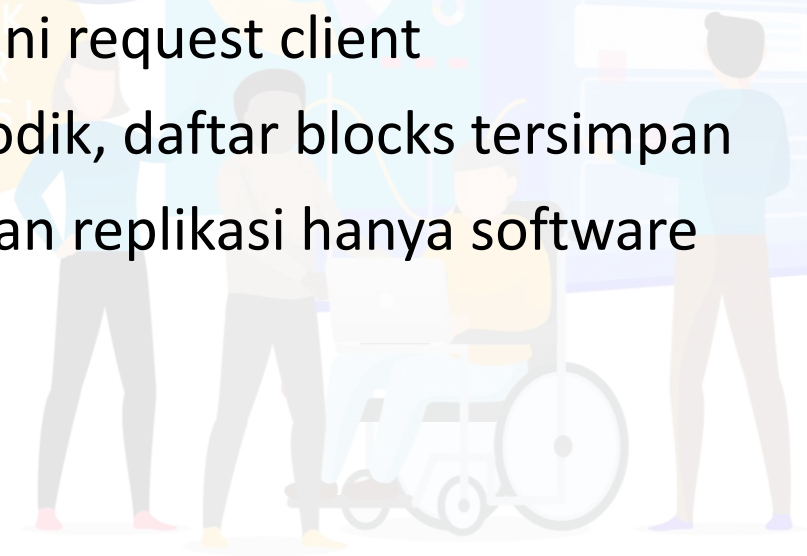 ni request client
odik, daftar blocks tersimpan
an replikasi hanya software